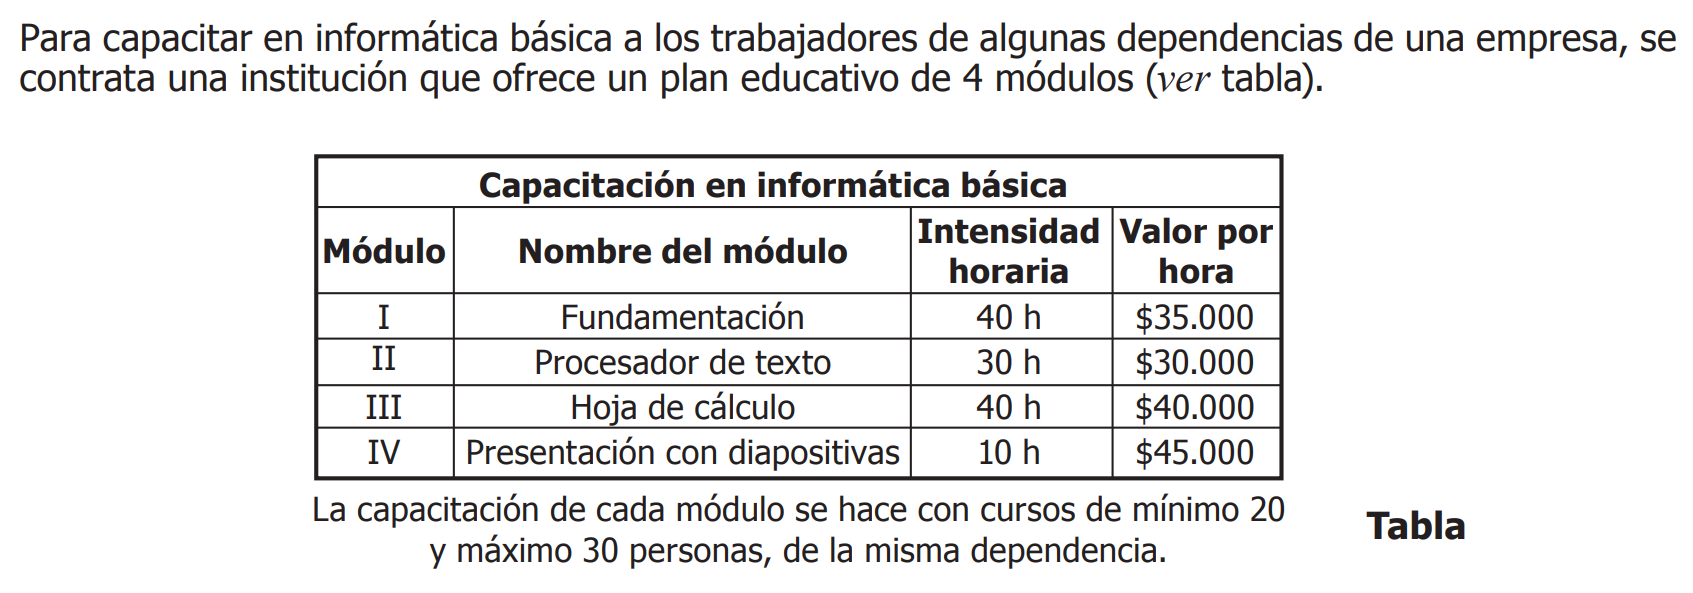 Para capacitar en informática básica a los trabajadores de algunas dependencias de una empresa, se
contrata una institución que ofrece un plan educativo de 4 módulos (ver tabla).
Capacitación en informática básica
Módulo Nombre del módulo Intensidad horaria Valor por hora
I Fundamentación 40 h $35.000
II Procesador de texto 30 h $30.000
III Hoja de cálculo 40 h $40.000
IV Presentación con diapositivas 10 h $45.000
La capacitación de cada módulo se hace con cursos de mínimo 20
y máximo 30 personas, de la misma dependencia.
Tabla